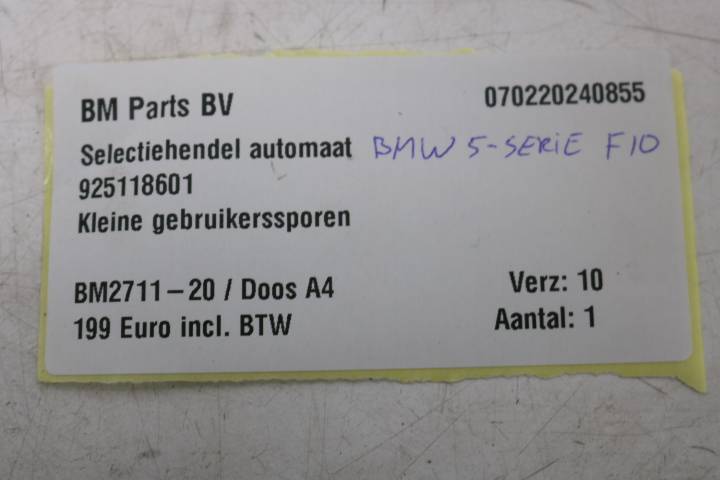 BM Parts BV 070220240855
Selectiehendel automaat BMW 5-SERIE F10
925118601
Kleine gebruikerssporen
BM2711-20 / Doos A4 Verz: 10
199 Euro incl. BTW Aantal: 1